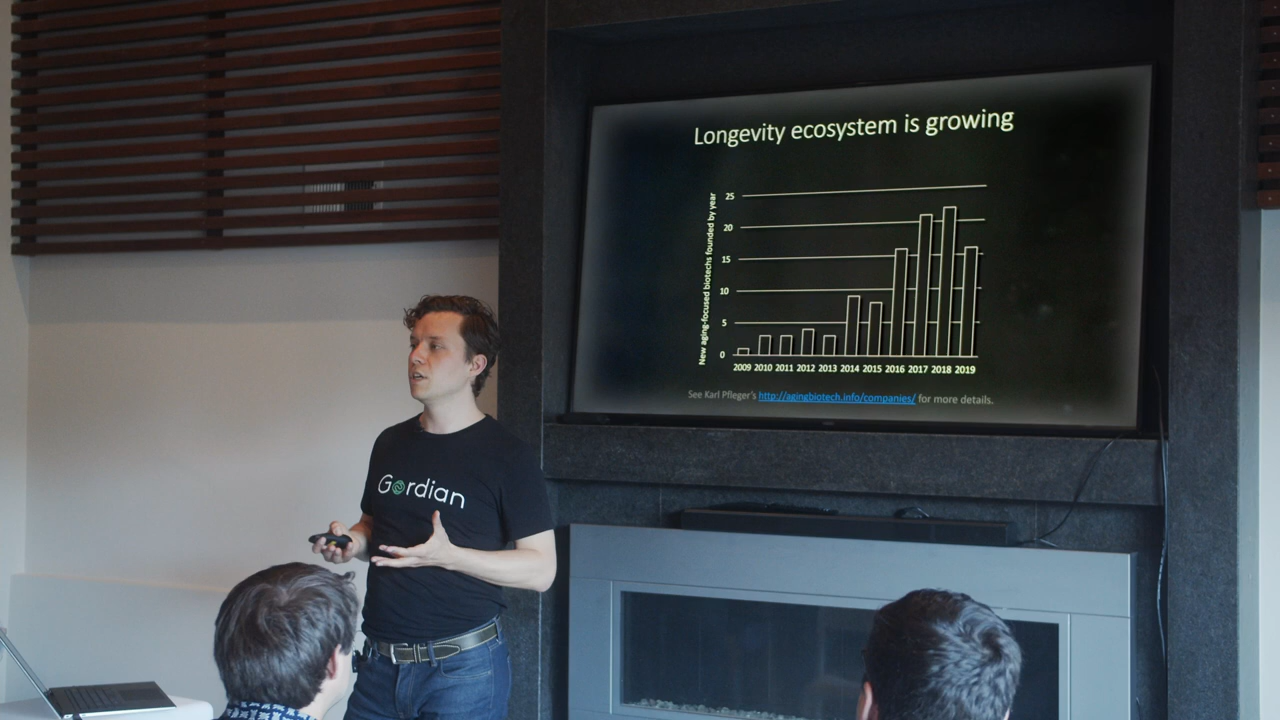 Longevity ecosystem is growing
New aging-focused biotechs founded by year
25
20
15
10
5
0
2009 2010 2011 2012 2013 2014 2015 2016 2017 2018 2019
See Karl Pfleger's http://agingbiotech.info/companies/ for more details.
Gordian